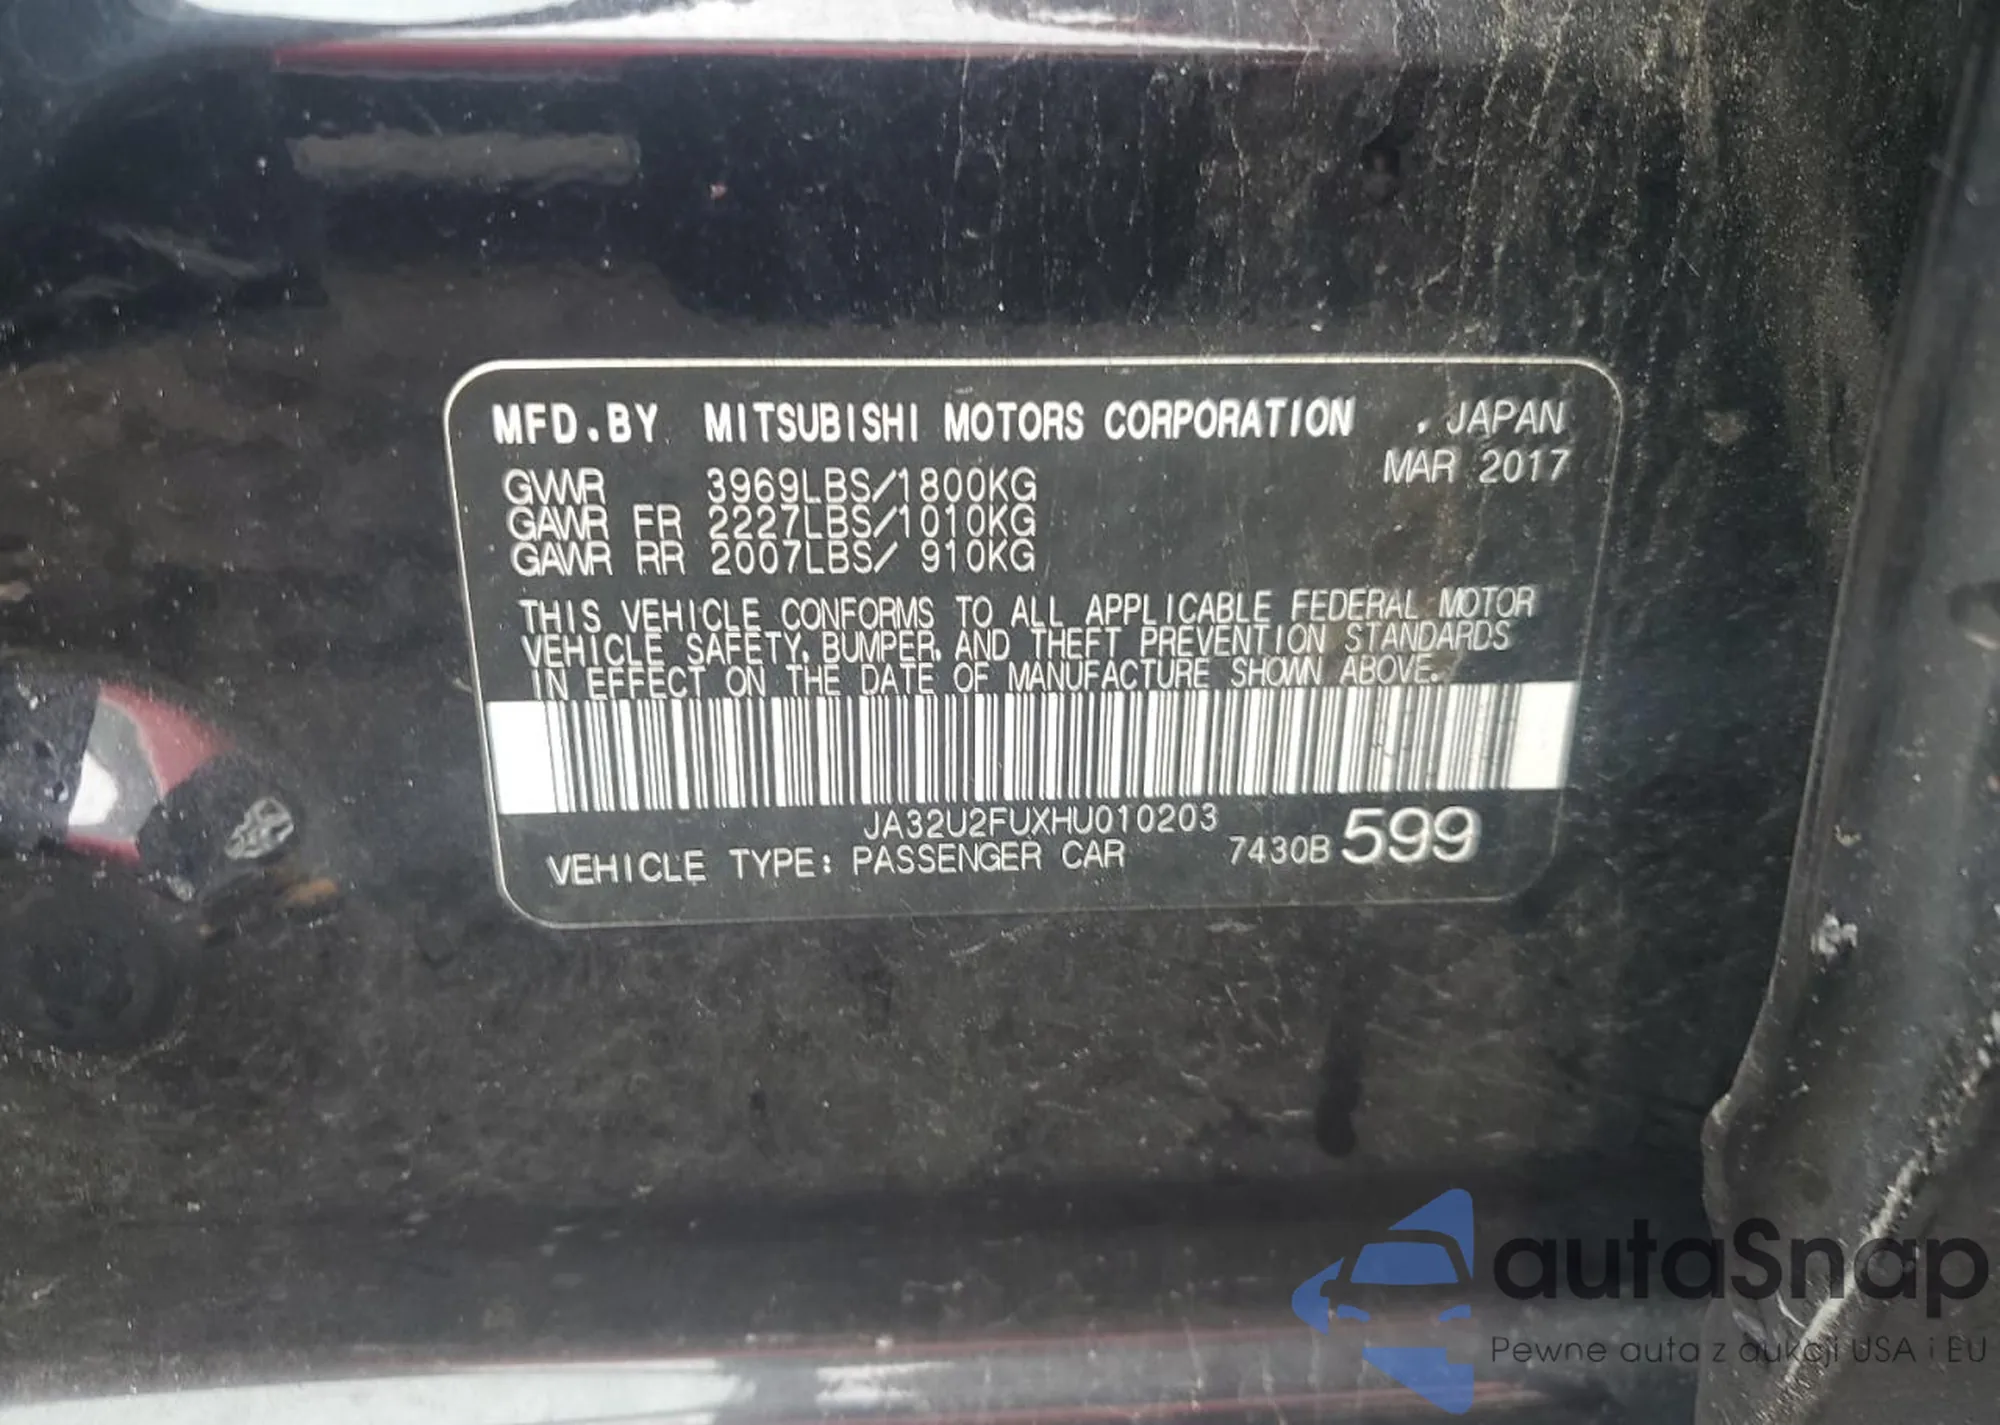 MFD.BY MITSUBISHI MOTORS CORPORATION . JAPAN
MAR 2017
GVWR 3969LBS/1800KG
GAWR FR 2227LBS/1010KG
GAWR RR 2007LBS/ 910KG
THIS VEHICLE CONFORMS TO ALL APPLICABLE FEDERAL MOTOR
VEHICLE SAFETY, BUMPER, AND THEFT PREVENTION STANDARDS
IN EFFECT ON THE DATE OF MANUFACTURE SHOWN ABOVE.
JA32U2FUXHU010203
VEHICLE TYPE: PASSENGER CAR 7430B 599
autaSnap
Pewne auta z aukcji USA i EU